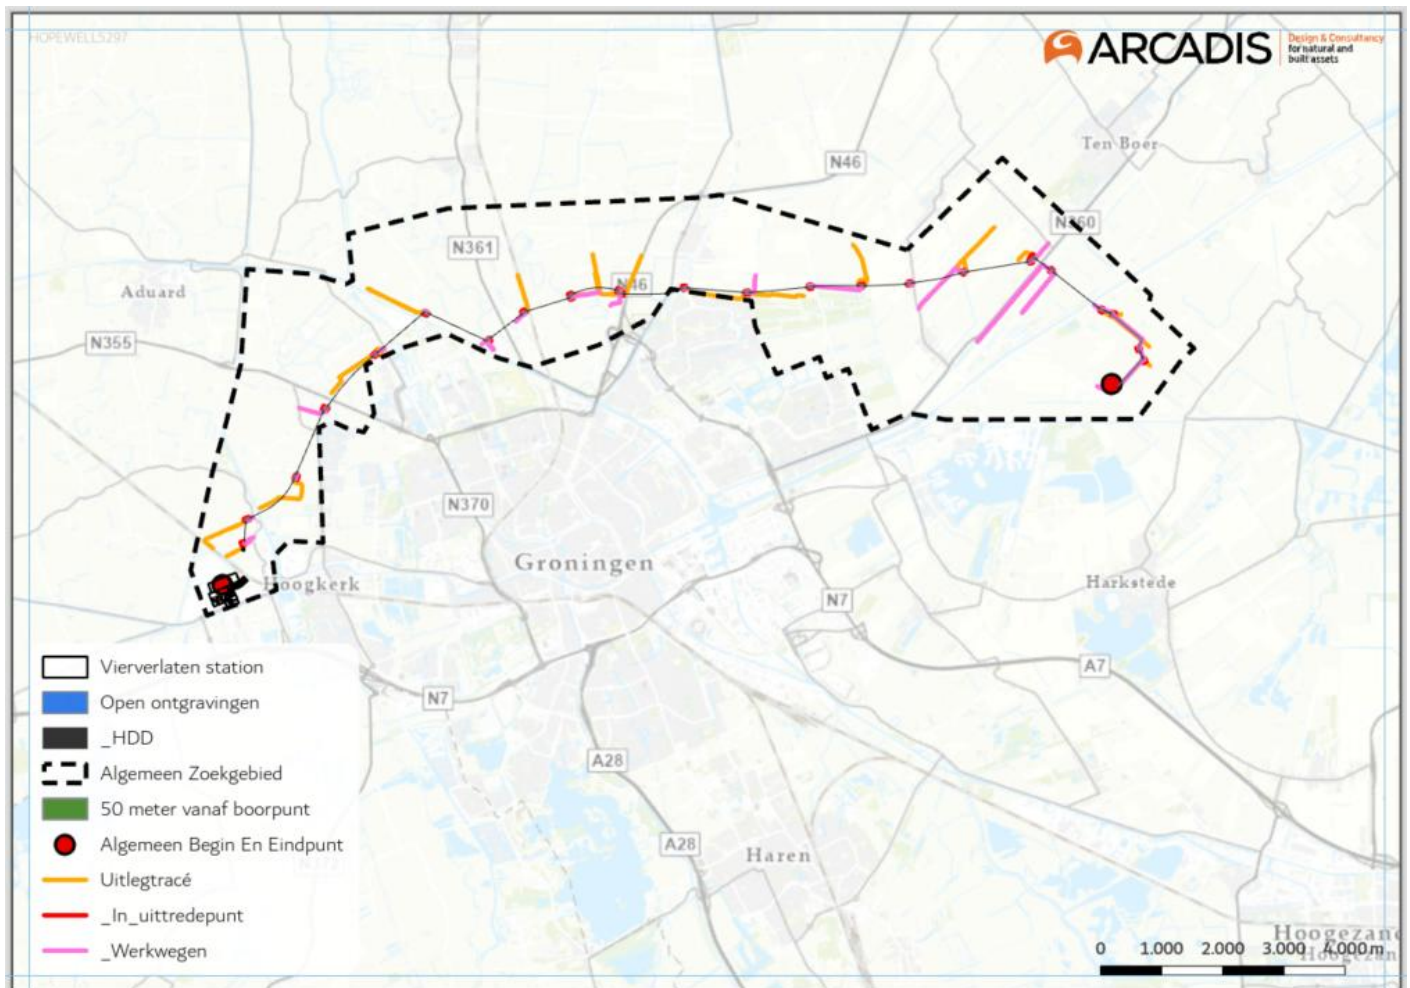 HOPEWELL5297
ARCADIS
Design & Consultancy
for natural and
built assets
Ten Boer
N46
N360
N361
N46
Aduard
N355
N370
Groningen
Hoogkerk
Harkstede
N7
A7
N7
A28
A28
Haren
Vierverlaten station
Open ontgravingen
_HDD
Algemeen Zoekgebied
50 meter vanaf boorpunt
Algemeen Begin En Eindpunt
Uitlegtracé
_In_uittredepunt
_Werkwegen
0 1.000 2.000 3.000 4.000 m